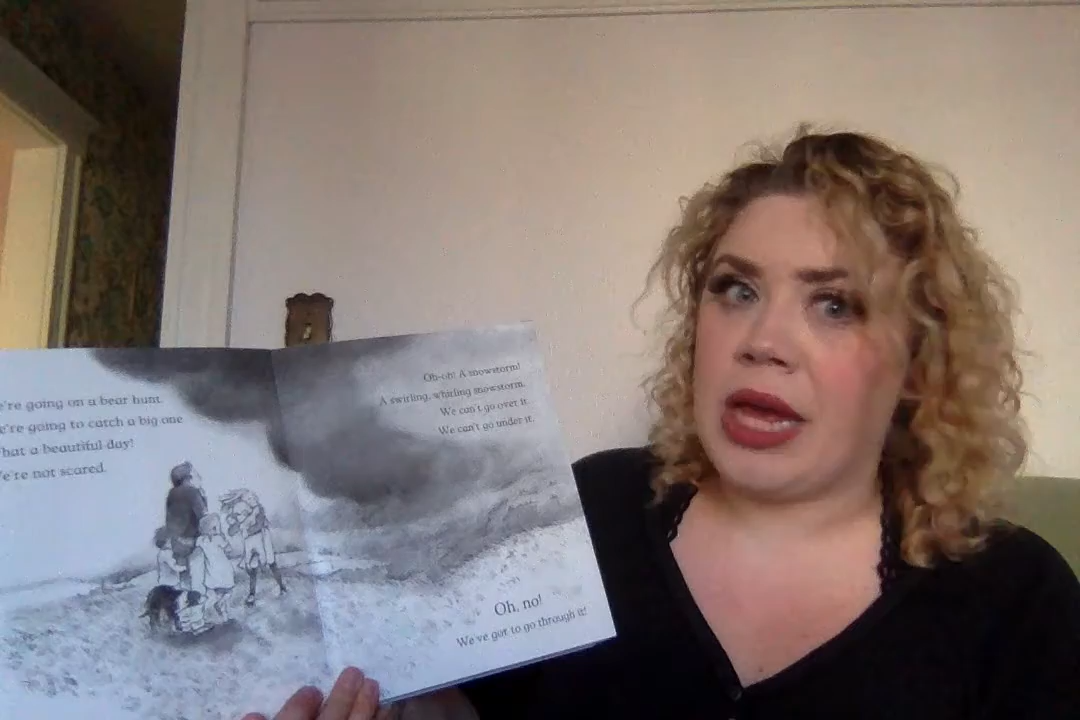 e're going on a bear hunt.
e're going to catch a big one
hat a beautiful day!
e're not scared.
Oh-oh! A snowstorm!
A swirling, whirling snowstorm.
We can't go over it.
We can't go under it.
Oh, no!
We've got to go through it!